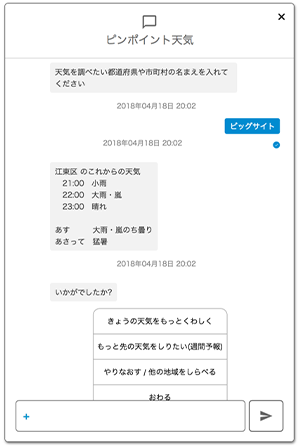 ピンポイント天気
天気を調べたい都道府県や市町村の名まえを入れて
ください
2018年04月18日 20:02
ビッグサイト
2018年04月18日 20:02
江東区 のこれからの天気
21:00 小雨
22:00 大雨・嵐
23:00 晴れ
あす 大雨・嵐のち曇り
あさって 猛暑
2018年04月18日 20:02
いかがでしたか?
きょうの天気をもっとくわしく
もっと先の天気をしりたい(週間予報)
やりなおす / 他の地域をしらべる
おわる